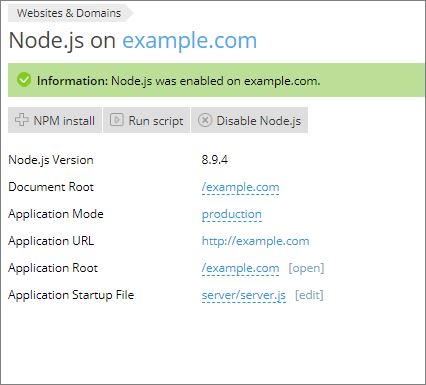 Websites & Domains
Node.js on example.com
Information: Node.js was enabled on example.com.
NPM install Run script Disable Node.js
Node.js Version 8.9.4
Document Root /example.com
Application Mode production
Application URL http://example.com
Application Root /example.com [open]
Application Startup File server/server.js [edit]